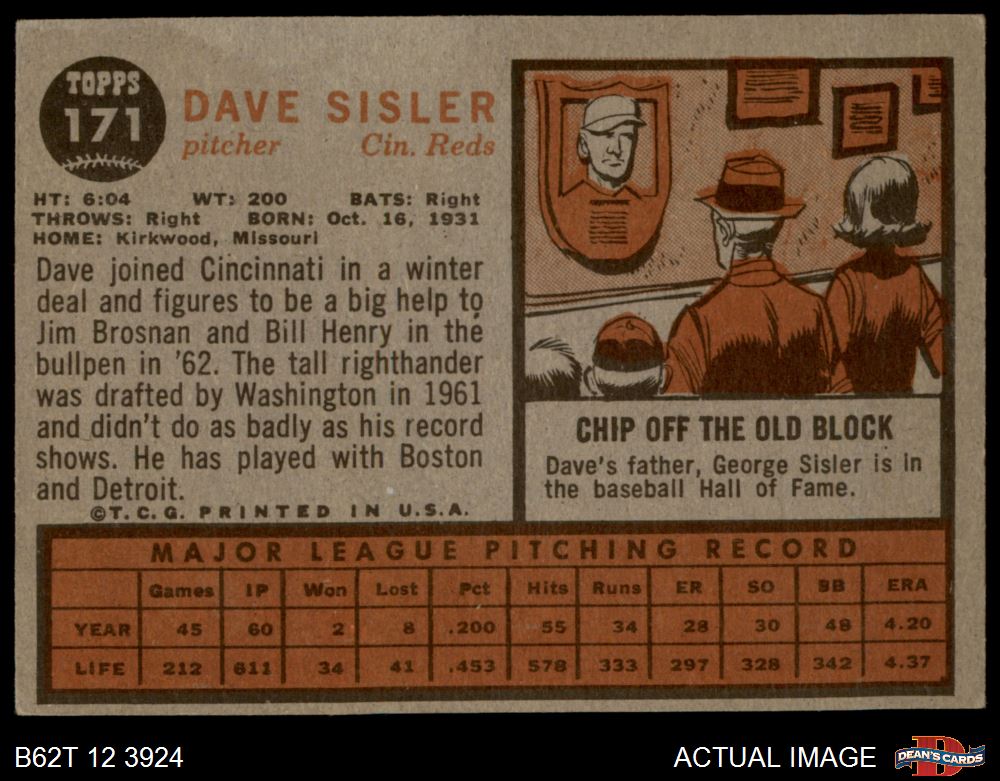 TOPPS
171
DAVE SISLER
pitcher Cin. Reds
HT: 6:04 WT: 200 BATS: Right
THROWS: Right BORN: Oct. 16, 1931
HOME: Kirkwood, Missouri
Dave joined Cincinnati in a winter
deal and figures to be a big help to
Jim Brosnan and Bill Henry in the
bullpen in '62. The tall righthander
was drafted by Washington in 1961
and didn't do as badly as his record
shows. He has played with Boston
and Detroit.
©T.C.G. PRINTED IN U.S.A.
CHIP OFF THE OLD BLOCK
Dave's father, George Sisler is in
the baseball Hall of Fame.
MAJOR LEAGUE PITCHING RECORD
Games IP Won Lost Pct Hits Runs ER SO BB ERA
YEAR 45 60 2 8 .200 55 34 28 30 48 4.20
LIFE 212 611 34 41 .453 578 333 297 328 342 4.37
B62T 12 3924 ACTUAL IMAGE
DEAN'S CARDS